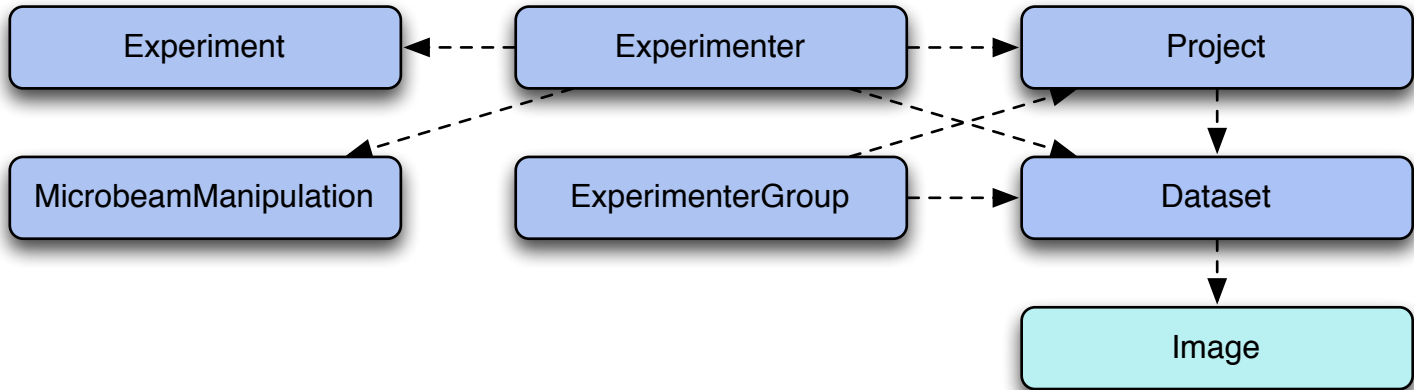 Experiment
Experimenter
Project
MicrobeamManipulation
ExperimenterGroup
Dataset
Image